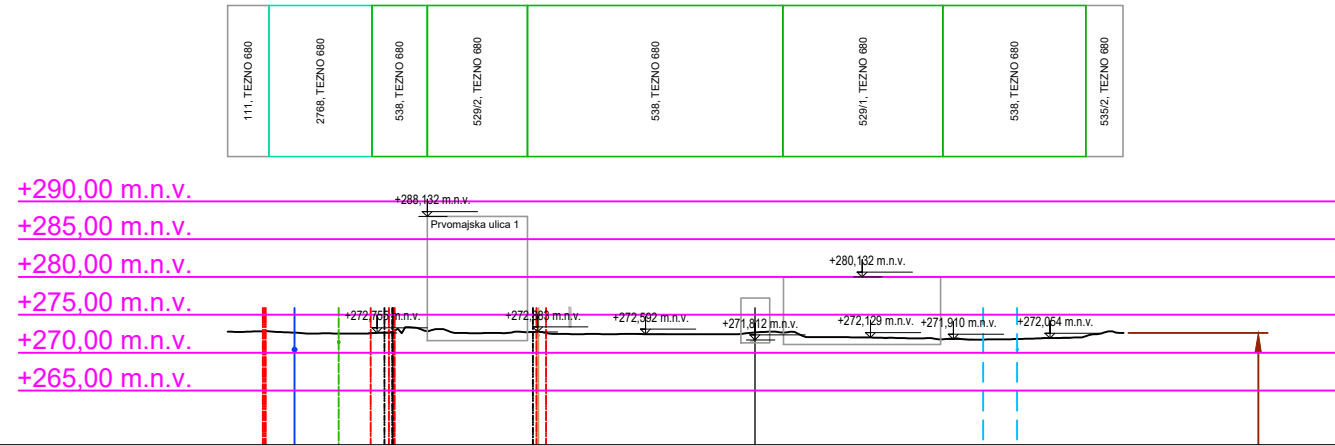 111, TEZNO 680
2768, TEZNO 680
538, TEZNO 680
529/2, TEZNO 680
538, TEZNO 680
529/1, TEZNO 680
538, TEZNO 680
535/2, TEZNO 680
+290,00 m.n.v.
+288,132 m.n.v.
Prvomajska ulica 1
+285,00 m.n.v.
+280,132 m.n.v.
+280,00 m.n.v.
+275,00 m.n.v.
+272,592 m.n.v.
+271,812 m.n.v.
+272,129 m.n.v.
+271,910 m.n.v.
+272,054 m.n.v.
+270,00 m.n.v.
+265,00 m.n.v.